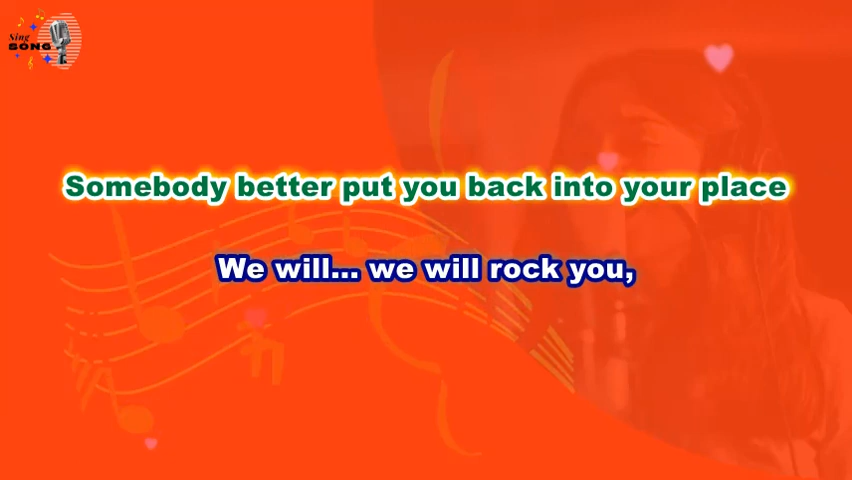 Sing
SONG
Somebody better put you back into your place
We will... we will rock you,